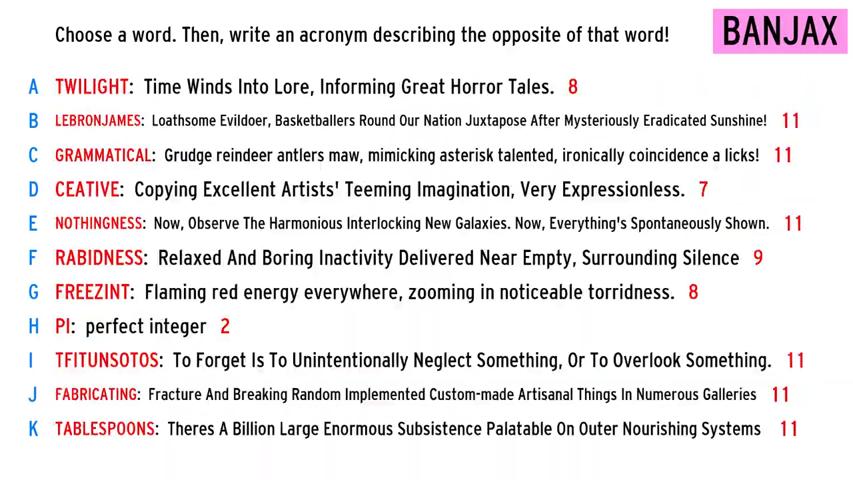 Choose a word. Then, write an acronym describing the opposite of that word!
BANJAX
A TWILIGHT: Time Winds Into Lore, Informing Great Horror Tales. 8
B LEBRONJAMES: Loathsome Evildoer, Basketballers Round Our Nation Juxtapose After Mysteriously Eradicated Sunshine! 11
C GRAMMATICAL: Grudge reindeer antlers maw, mimicking asterisk talented, ironically coincidence a licks! 11
D CEATIVE: Copying Excellent Artists' Teeming Imagination, Very Expressionless. 7
E NOTHINGNESS: Now, Observe The Harmonious Interlocking New Galaxies. Now, Everything's Spontaneously Shown. 11
F RABIDNESS: Relaxed And Boring Inactivity Delivered Near Empty, Surrounding Silence 9
G FREEZINT: Flaming red energy everywhere, zooming in noticeable torridness. 8
H PI: perfect integer 2
I TFITUNSOTOS: To Forget Is To Unintentionally Neglect Something, Or To Overlook Something. 11
J FABRICATING: Fracture And Breaking Random Implemented Custom-made Artisanal Things In Numerous Galleries 11
K TABLESPOONS: Theres A Billion Large Enormous Subsistence Palatable On Outer Nourishing Systems 11